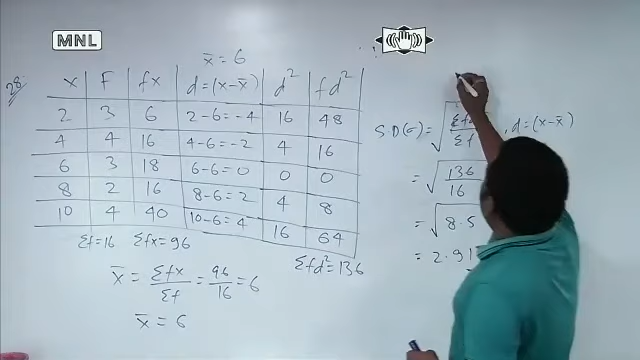 MNL
x̄ = 6
28.
x F fx d=(x-x̄) d² fd²
2 3 6 2-6=-4 16 48
4 4 16 4-6=-2 4 16
6 3 18 6-6=0 0 0
8 2 16 8-6=2 4 8
10 4 40 10-6=4 16 64
Σf=16 Σfx=96
Σfd²=136
x̄ = Σfx/Σf = 96/16 = 6
x̄ = 6
S.D(σ) = √ Σf /Σf , d=(x-x̄)
= √136/16
= √8.5
= 2.91